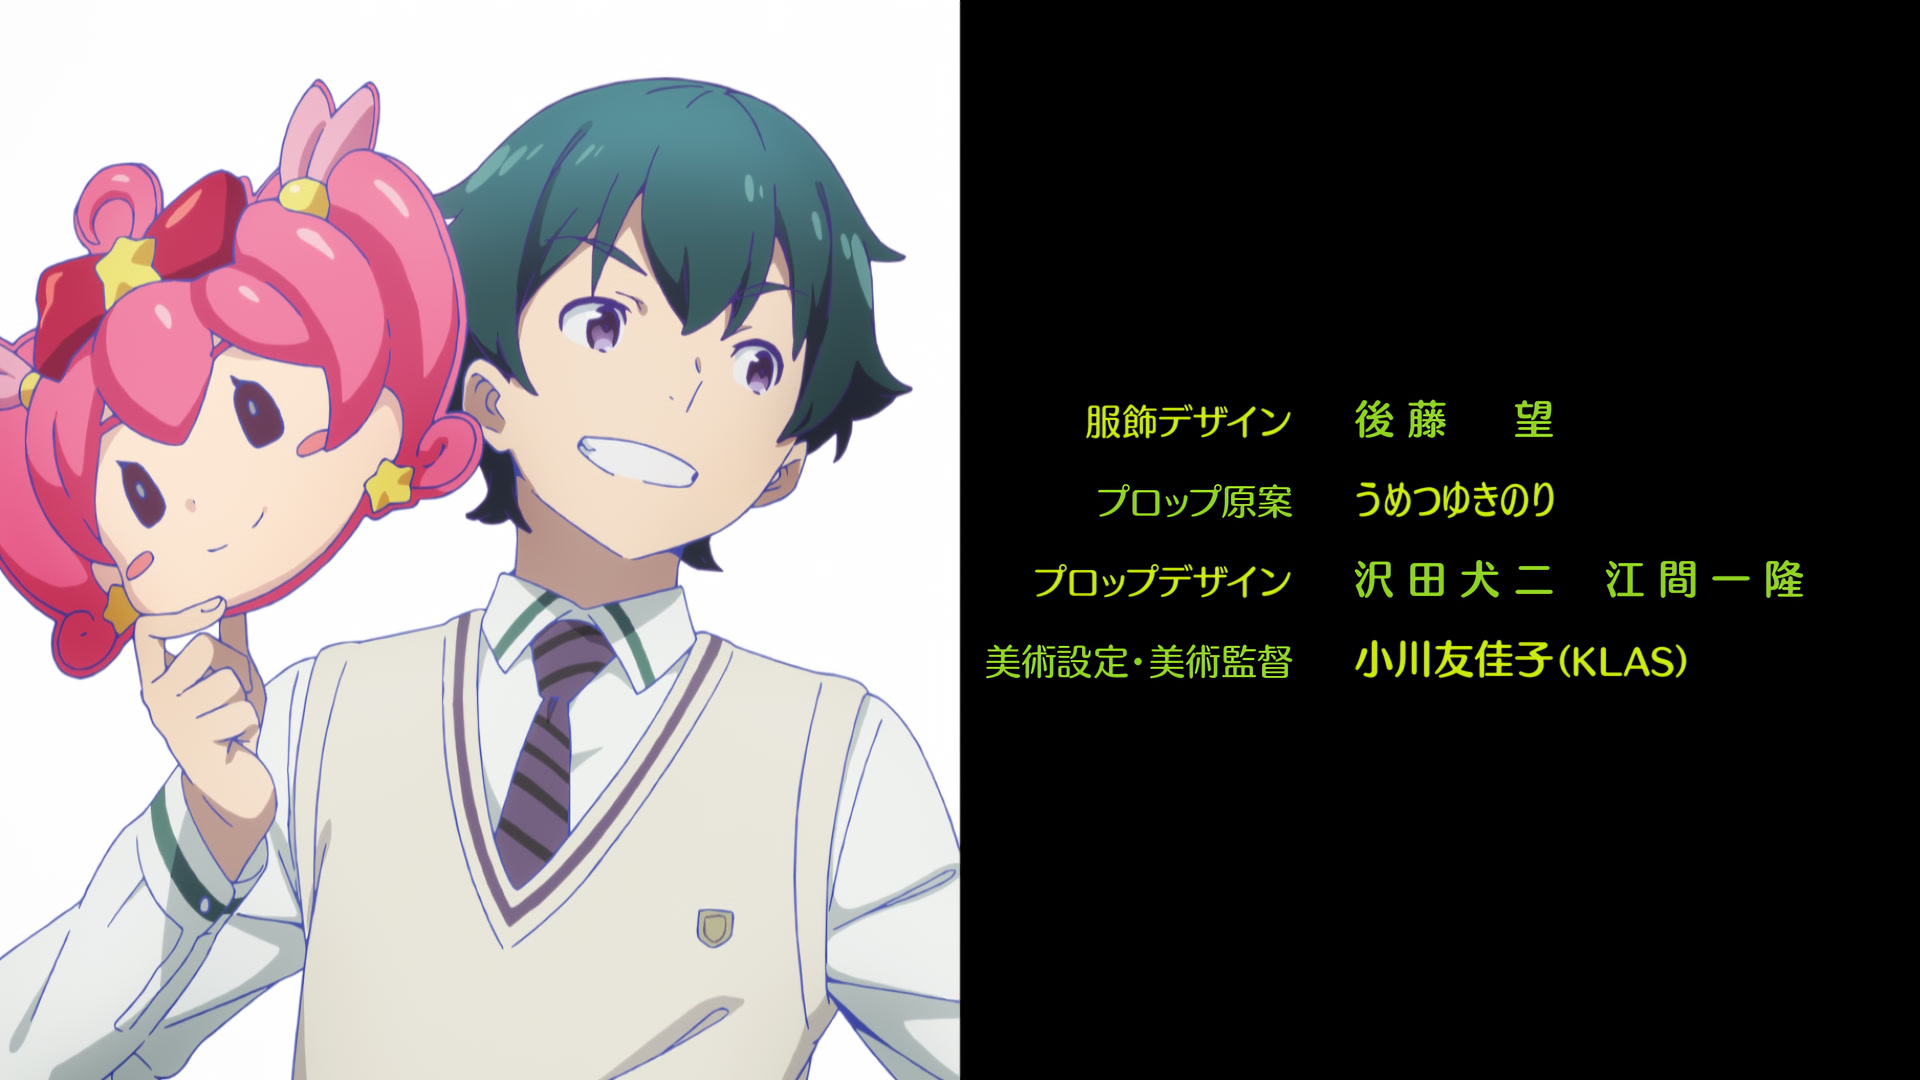 服飾デザイン 後藤 望
プロップ原案 うめつゆきのり
プロップデザイン 沢田犬二 江間一隆
美術設定・美術監督 小川友佳子(KLAS)